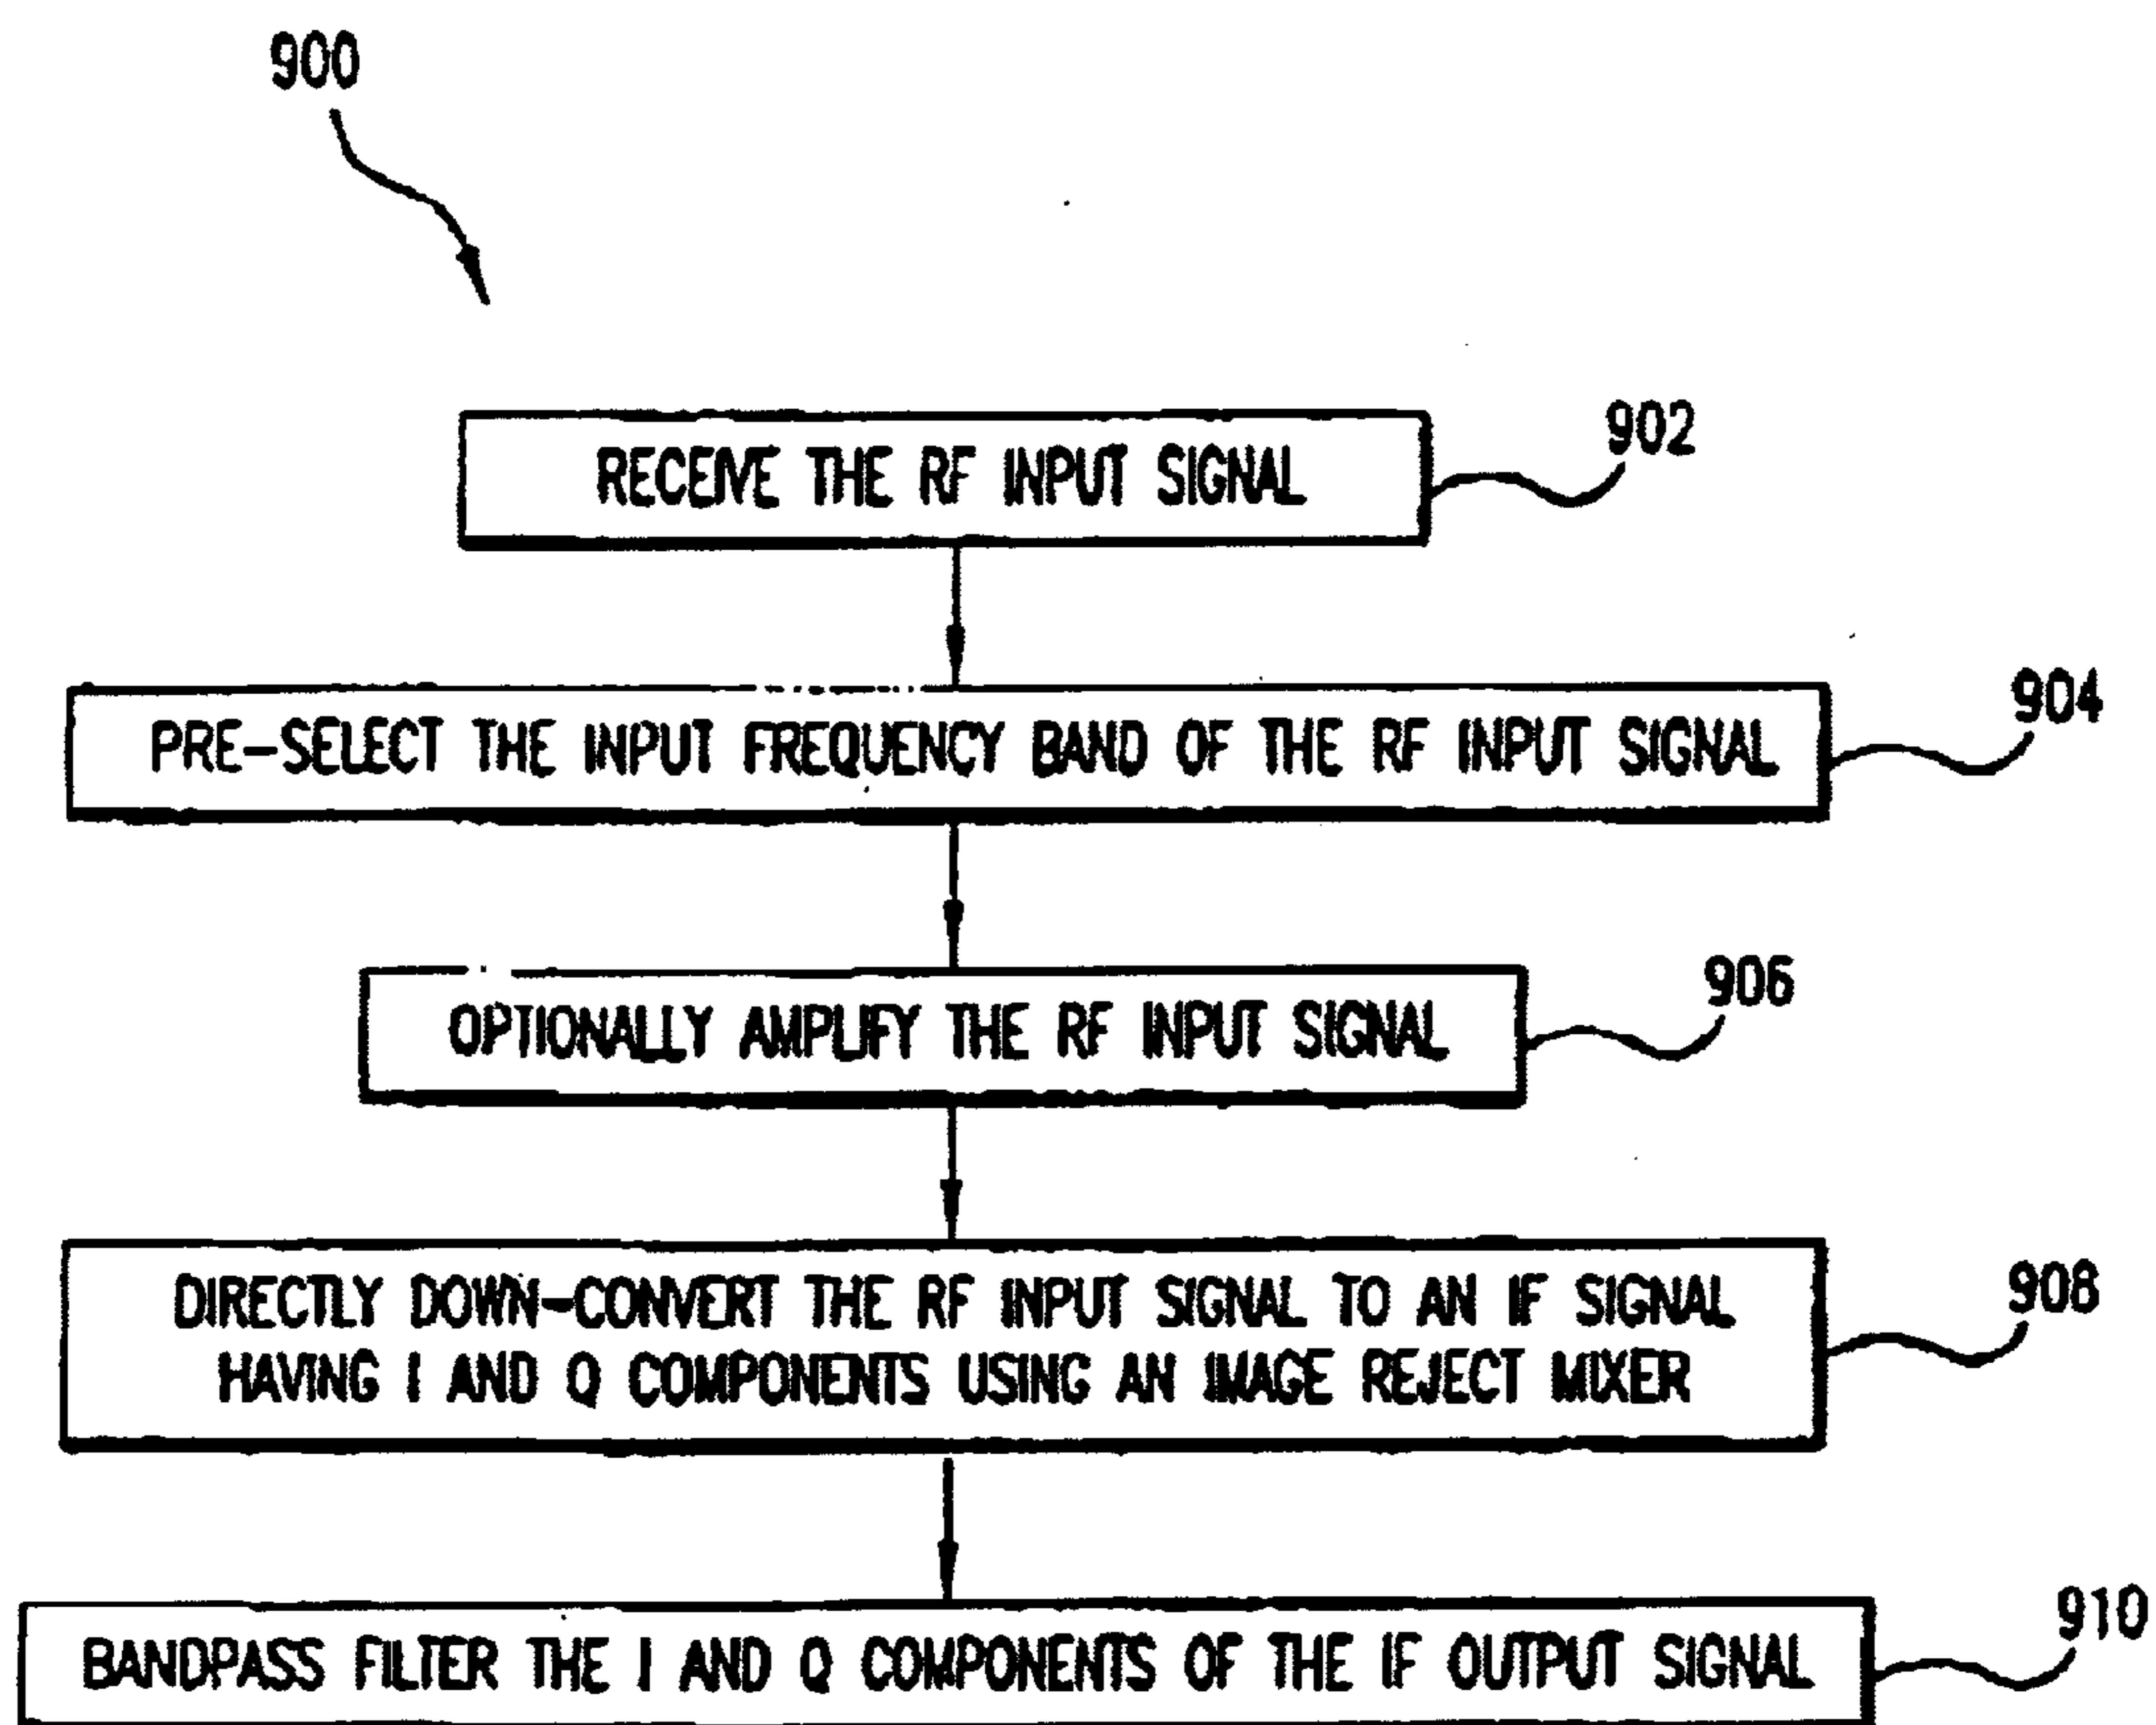 900
RECEIVE THE RF INPUT SIGNAL
902
PRE-SELECT THE INPUT FREQUENCY BAND OF THE RF INPUT SIGNAL
904
OPTIONALLY AMPLIFY THE RF INPUT SIGNAL
906
DIRECTLY DOWN-CONVERT THE RF INPUT SIGNAL TO AN IF SIGNAL
HAVING I AND Q COMPONENTS USING AN IMAGE REJECT MIXER
908
BANDPASS FILTER THE I AND Q COMPONENTS OF THE IF OUTPUT SIGNAL
910